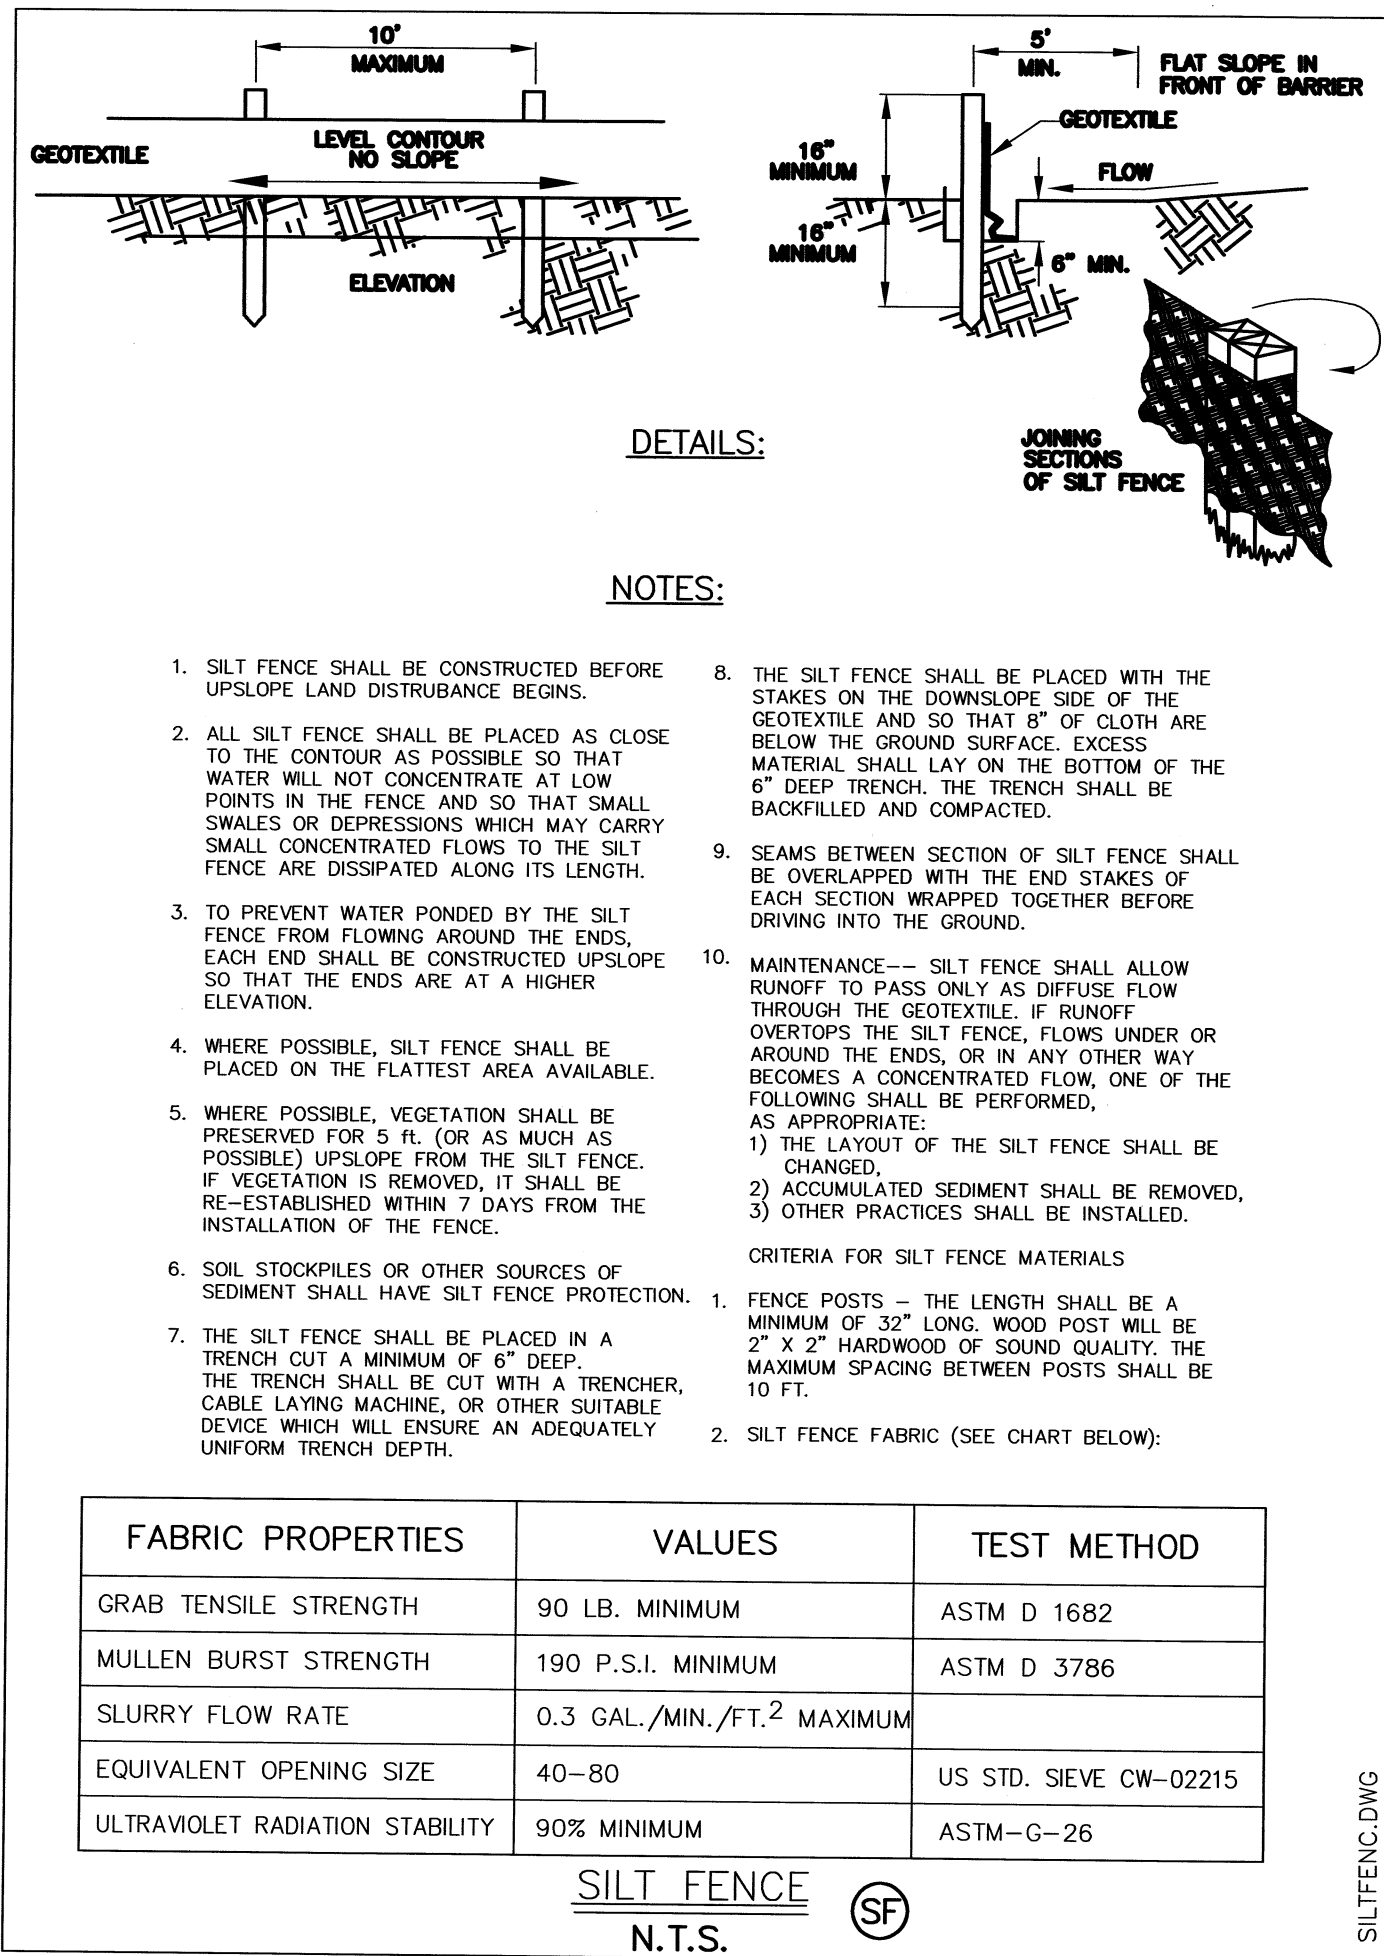 10'
MAXIMUM
GEOTEXTILE
LEVEL CONTOUR
NO SLOPE
ELEVATION
5'
MIN.
FLAT SLOPE IN
FRONT OF BARRIER
GEOTEXTILE
16"
MINIMUM
FLOW
16"
MINIMUM
6" MIN.
JOINING
SECTIONS
OF SILT FENCE
DETAILS:
NOTES:
1. SILT FENCE SHALL BE CONSTRUCTED BEFORE
UPSLOPE LAND DISTRUBANCE BEGINS.
2. ALL SILT FENCE SHALL BE PLACED AS CLOSE
TO THE CONTOUR AS POSSIBLE SO THAT
WATER WILL NOT CONCENTRATE AT LOW
POINTS IN THE FENCE AND SO THAT SMALL
SWALES OR DEPRESSIONS WHICH MAY CARRY
SMALL CONCENTRATED FLOWS TO THE SILT
FENCE ARE DISSIPATED ALONG ITS LENGTH.
3. TO PREVENT WATER PONDED BY THE SILT
FENCE FROM FLOWING AROUND THE ENDS,
EACH END SHALL BE CONSTRUCTED UPSLOPE
SO THAT THE ENDS ARE AT A HIGHER
ELEVATION.
4. WHERE POSSIBLE, SILT FENCE SHALL BE
PLACED ON THE FLATTEST AREA AVAILABLE.
5. WHERE POSSIBLE, VEGETATION SHALL BE
PRESERVED FOR 5 ft. (OR AS MUCH AS
POSSIBLE) UPSLOPE FROM THE SILT FENCE.
IF VEGETATION IS REMOVED, IT SHALL BE
RE-ESTABLISHED WITHIN 7 DAYS FROM THE
INSTALLATION OF THE FENCE.
6. SOIL STOCKPILES OR OTHER SOURCES OF
SEDIMENT SHALL HAVE SILT FENCE PROTECTION.
7. THE SILT FENCE SHALL BE PLACED IN A
TRENCH CUT A MINIMUM OF 6" DEEP.
THE TRENCH SHALL BE CUT WITH A TRENCHER,
CABLE LAYING MACHINE, OR OTHER SUITABLE
DEVICE WHICH WILL ENSURE AN ADEQUATELY
UNIFORM TRENCH DEPTH.
8. THE SILT FENCE SHALL BE PLACED WITH THE
STAKES ON THE DOWNSLOPE SIDE OF THE
GEOTEXTILE AND SO THAT 8" OF CLOTH ARE
BELOW THE GROUND SURFACE. EXCESS
MATERIAL SHALL LAY ON THE BOTTOM OF THE
6" DEEP TRENCH. THE TRENCH SHALL BE
BACKFILLED AND COMPACTED.
9. SEAMS BETWEEN SECTION OF SILT FENCE SHALL
BE OVERLAPPED WITH THE END STAKES OF
EACH SECTION WRAPPED TOGETHER BEFORE
DRIVING INTO THE GROUND.
10. MAINTENANCE-- SILT FENCE SHALL ALLOW
RUNOFF TO PASS ONLY AS DIFFUSE FLOW
THROUGH THE GEOTEXTILE. IF RUNOFF
OVERTOPS THE SILT FENCE, FLOWS UNDER OR
AROUND THE ENDS, OR IN ANY OTHER WAY
BECOMES A CONCENTRATED FLOW, ONE OF THE
FOLLOWING SHALL BE PERFORMED,
AS APPROPRIATE:
1) THE LAYOUT OF THE SILT FENCE SHALL BE
CHANGED,
2) ACCUMULATED SEDIMENT SHALL BE REMOVED,
3) OTHER PRACTICES SHALL BE INSTALLED.
CRITERIA FOR SILT FENCE MATERIALS
1. FENCE POSTS – THE LENGTH SHALL BE A
MINIMUM OF 32" LONG. WOOD POST WILL BE
2" X 2" HARDWOOD OF SOUND QUALITY. THE
MAXIMUM SPACING BETWEEN POSTS SHALL BE
10 FT.
2. SILT FENCE FABRIC (SEE CHART BELOW):
FABRIC PROPERTIES VALUES TEST METHOD
GRAB TENSILE STRENGTH 90 LB. MINIMUM ASTM D 1682
MULLEN BURST STRENGTH 190 P.S.I. MINIMUM ASTM D 3786
SLURRY FLOW RATE 0.3 GAL./MIN./FT.² MAXIMUM
EQUIVALENT OPENING SIZE 40–80 US STD. SIEVE CW–02215
ULTRAVIOLET RADIATION STABILITY 90% MINIMUM ASTM–G–26
SILT FENCE
SF
N.T.S.
SILTFENC.DWG